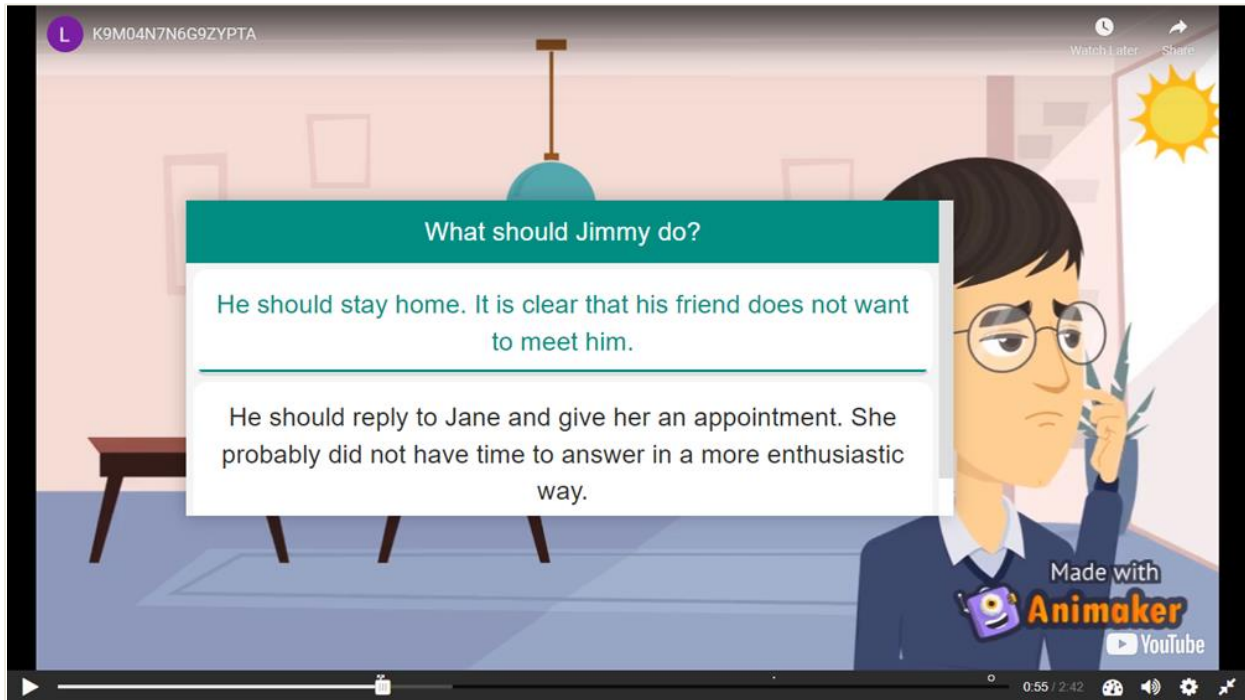 L
K9M04N7N6G9ZYPTA
Watch Later
Share
What should Jimmy do?
He should stay home. It is clear that his friend does not want
to meet him.
He should reply to Jane and give her an appointment. She
probably did not have time to answer in a more enthusiastic
way.
Made with
Animaker
YouTube
0:55 / 2:42